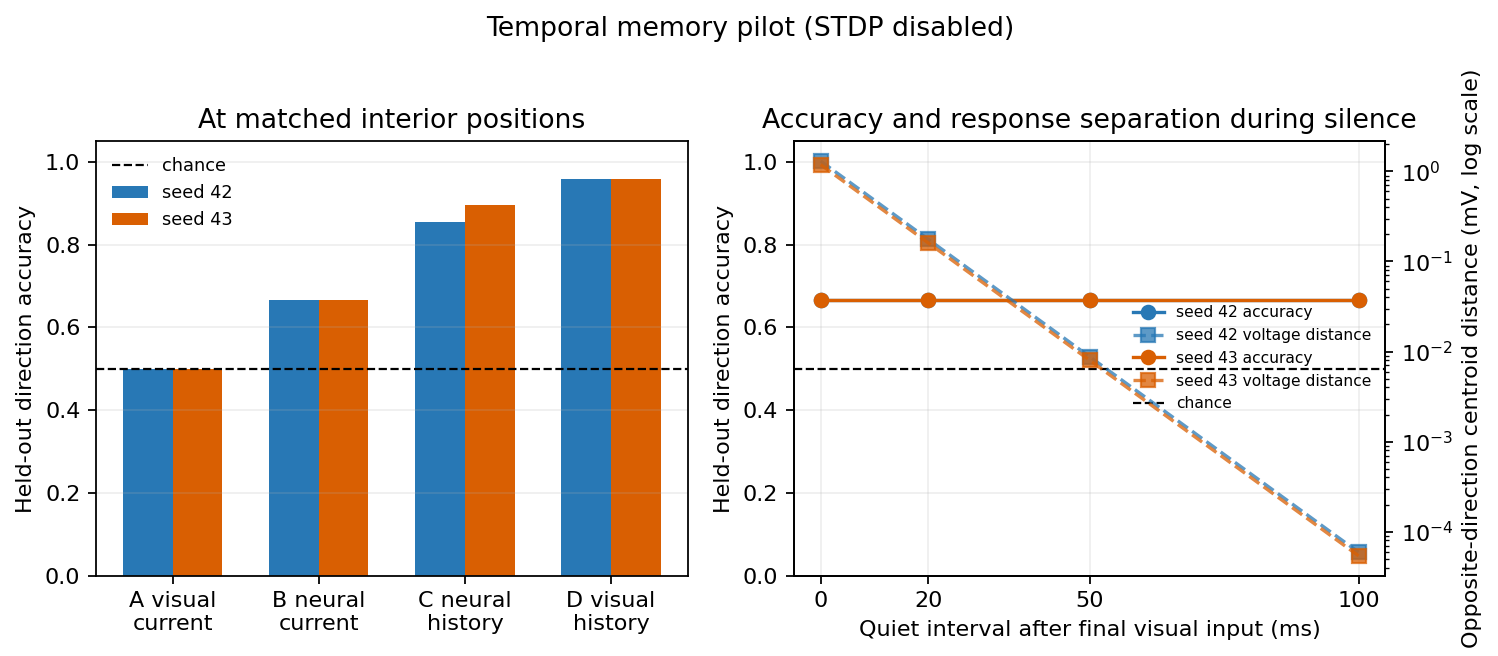 Temporal memory pilot (STDP disabled)
At matched interior positions
Held-out direction accuracy
1.0
0.8
0.6
0.4
0.2
0.0
chance
seed 42
seed 43
A visual
current
B neural
current
C neural
history
D visual
history
Accuracy and response separation during silence
Held-out direction accuracy
1.0
0.8
0.6
0.4
0.2
0.0
seed 42 accuracy
seed 42 voltage distance
seed 43 accuracy
seed 43 voltage distance
chance
0
20
50
100
Quiet interval after final visual input (ms)
10⁰
10⁻¹
10⁻²
10⁻³
10⁻⁴
Opposite-direction centroid distance (mV, log scale)